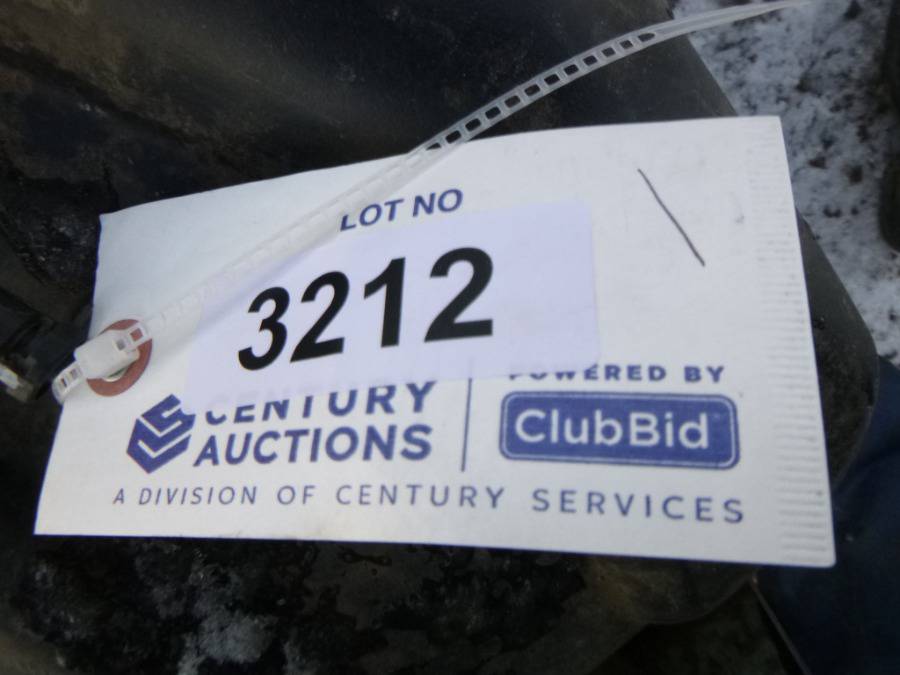 LOT NO
3212
CENTURY
AUCTIONS
POWERED BY
ClubBid
A DIVISION OF CENTURY SERVICES